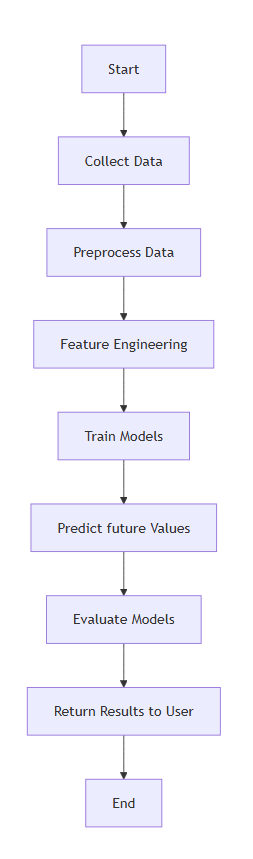 Start
Collect Data
Preprocess Data
Feature Engineering
Train Models
Predict future Values
Evaluate Models
Return Results to User
End